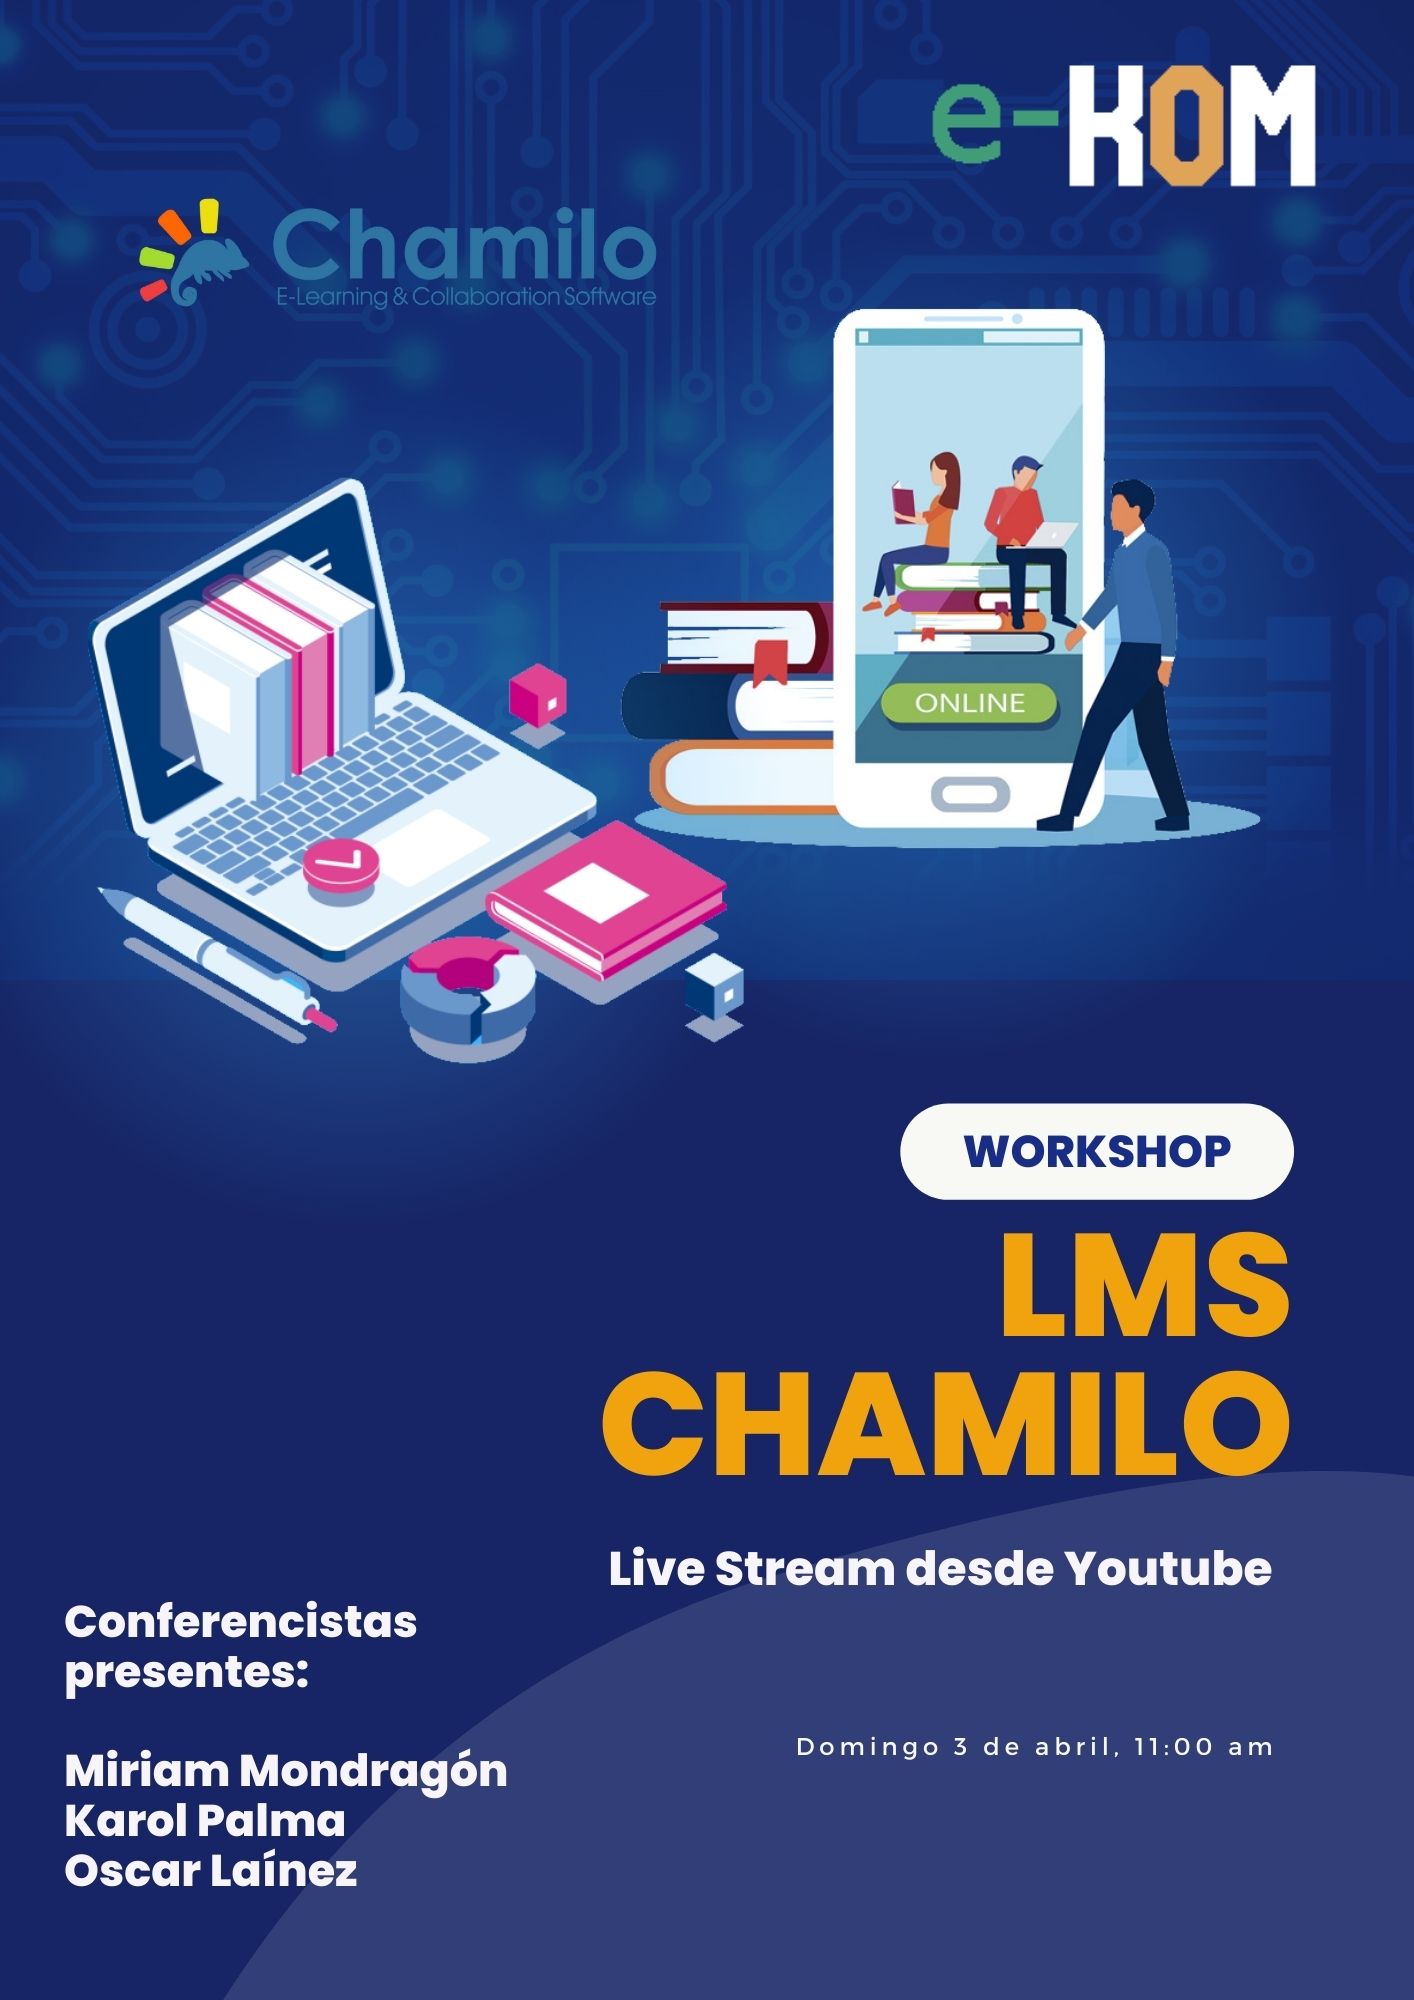 e-KOM
Chamilo
E-Learning & Collaboration Software
ONLINE
WORKSHOP
LMS
CHAMILO
Live Stream desde Youtube
Conferencistas
presentes:
Miriam Mondragón
Karol Palma
Oscar Laínez
Domingo 3 de abril, 11:00 am